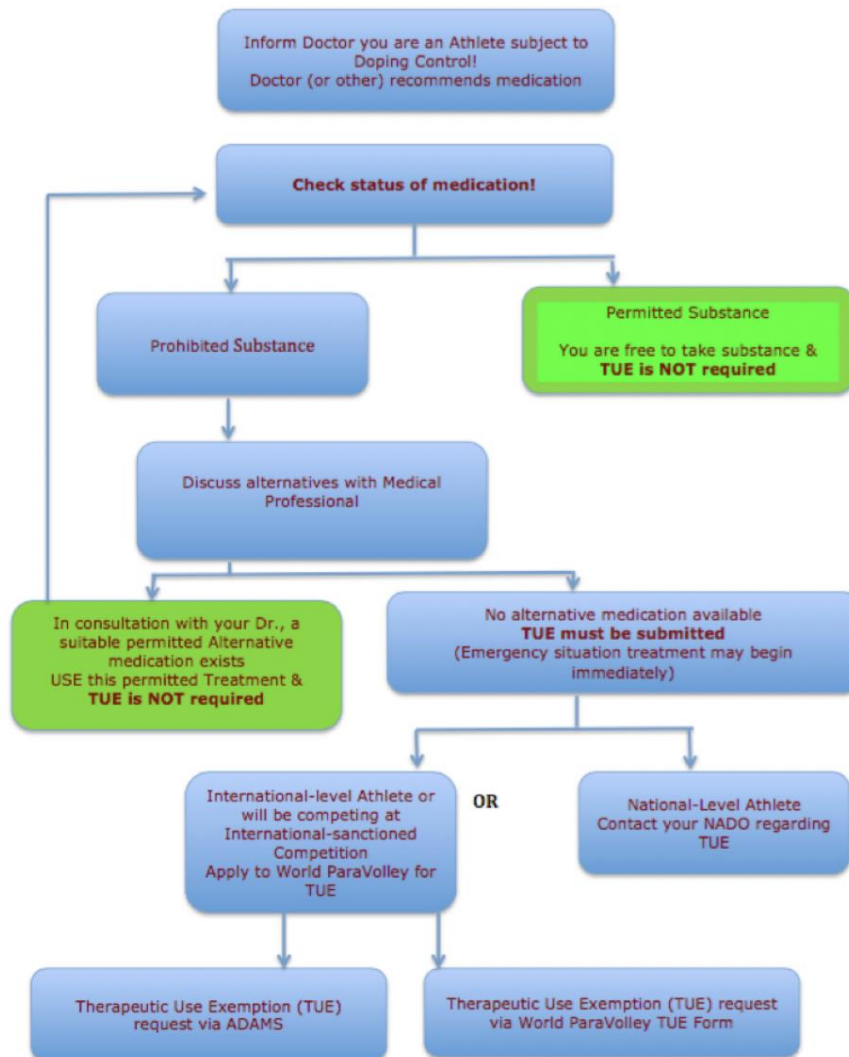 Inform Doctor you are an Athlete subject to
Doping Control!
Doctor (or other) recommends medication
Check status of medication!
Prohibited Substance
Permitted Substance
You are free to take substance &
TUE is NOT required
Discuss alternatives with Medical
Professional
In consultation with your Dr., a
suitable permitted Alternative
medication exists
USE this permitted Treatment &
TUE is NOT required
No alternative medication available
TUE must be submitted
(Emergency situation treatment may begin
immediately)
International-level Athlete or
will be competing at
International-sanctioned
Competition
Apply to World ParaVolley for
TUE
OR
National-Level Athlete
Contact your NADO regarding
TUE
Therapeutic Use Exemption (TUE)
request via ADAMS
Therapeutic Use Exemption (TUE) request
via World ParaVolley TUE Form